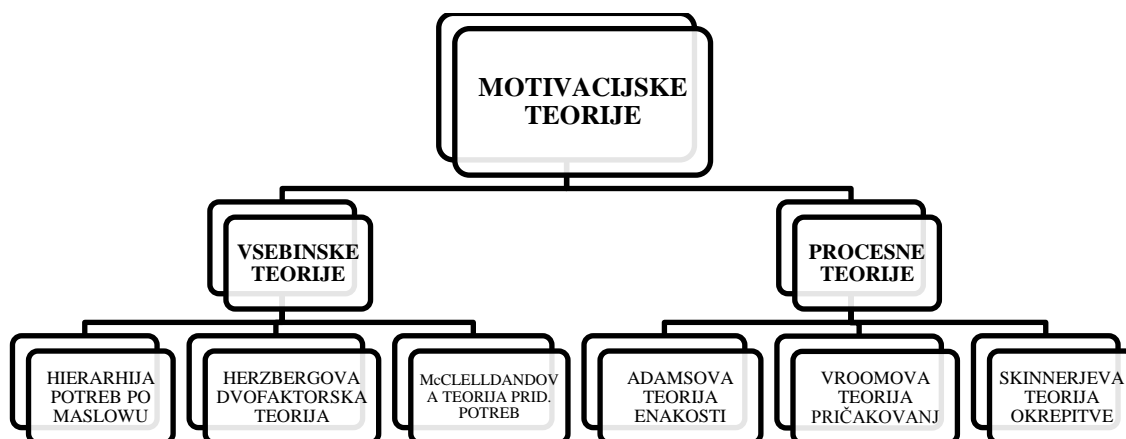 MOTIVACIJSKE
TEORIJE
VSEBINSKE
TEORIJE
PROCESNE
TEORIJE
HIERARHIJA
POTREB PO
MASLOWU
HERZBERGOVA
DVOFAKTORSKA
TEORIJA
McCLELLDANDOV
A TEORIJA PRID.
POTREB
ADAMSOVA
TEORIJA
ENAKOSTI
VROOMOVA
TEORIJA
PRIČAKOVANJ
SKINNERJEVA
TEORIJA
OKREPITVE